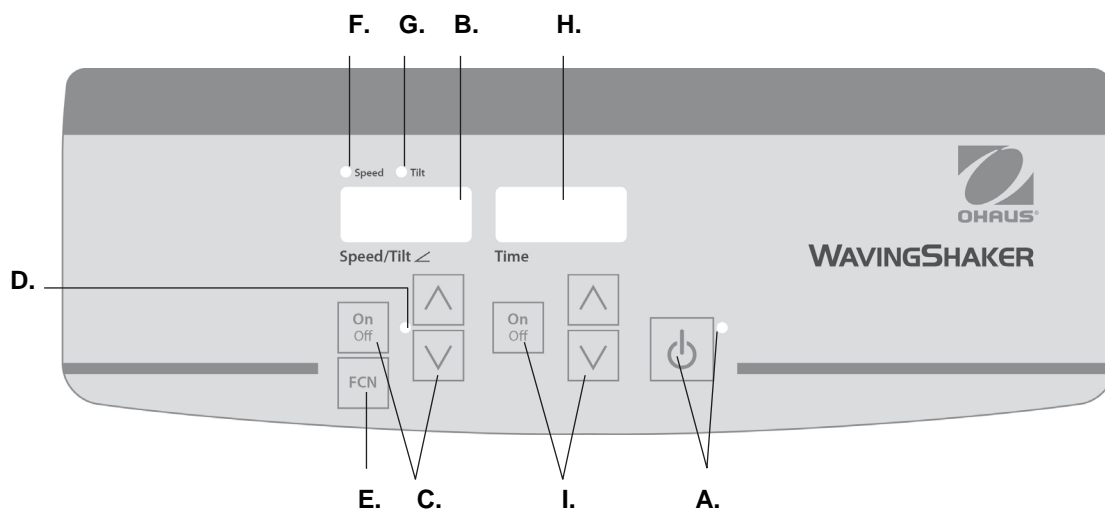 F. G. B. H.
Speed Tilt
OHAUS®
Speed/Tilt Time
WAVINGSHAKER
D.
On On
Off Off
FCN
E. C. I. A.